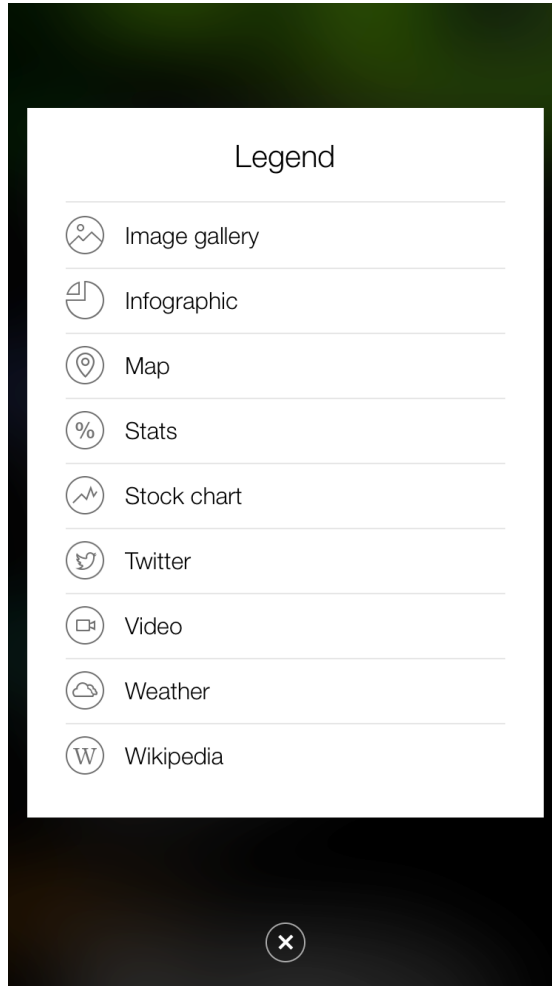 Legend
Image gallery
Infographic
Map
% Stats
Stock chart
Twitter
Video
Weather
W Wikipedia